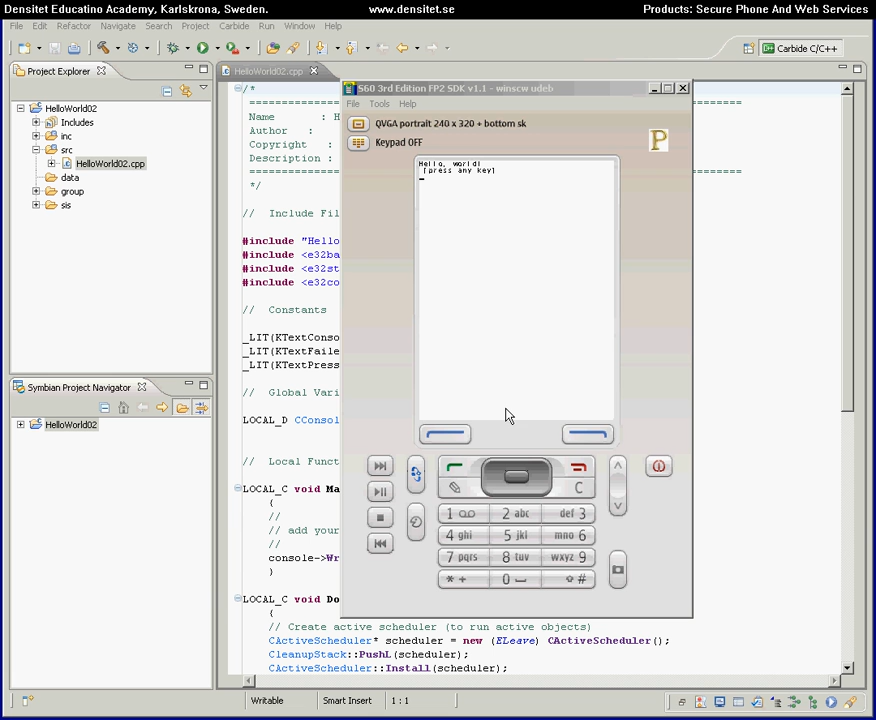 Densitet Educatino Academy, Karlskrona, Sweden. www.densitet.se Products: Secure Phone And Web Services
File Edit Refactor Navigate Search Project Run Carbide Window Help
Carbide C/C++
Project Explorer
HelloWorld02
Includes
inc
src
HelloWorld02.cpp
data
group
sis
Symbian Project Navigator
HelloWorld02
HelloWorld02.cpp
/*
Name : H
Author :
Copyright :
Description :
*/
// Include Fil
#include "Hello
#include <e32ba
#include <e32st
#include <e32co
// Constants
_LIT(KTextConso
_LIT(KTextFaile
_LIT(KTextPress
// Global Vari
LOCAL_D CConsol
// Local Funct
LOCAL_C void Ma
{
//
// add your
//
console->Wr
}
LOCAL_C void Do
{
// Create active scheduler (to run active objects)
CActiveScheduler* scheduler = new (ELeave) CActiveScheduler();
CleanupStack::PushL(scheduler);
CActiveScheduler::Install(scheduler);
S60 3rd Edition FP2 SDK v1.1 - winscw udeb
File Tools Help
QVGA portrait 240 x 320 + bottom sk
Keypad OFF
P
Hello, world!
[press any key]
C
1 2 abc def 3
4 ghi 5 jkl mno 6
7 pqrs 8 tuv wxyz 9
* + 0 #
Writable Smart Insert 1 : 1